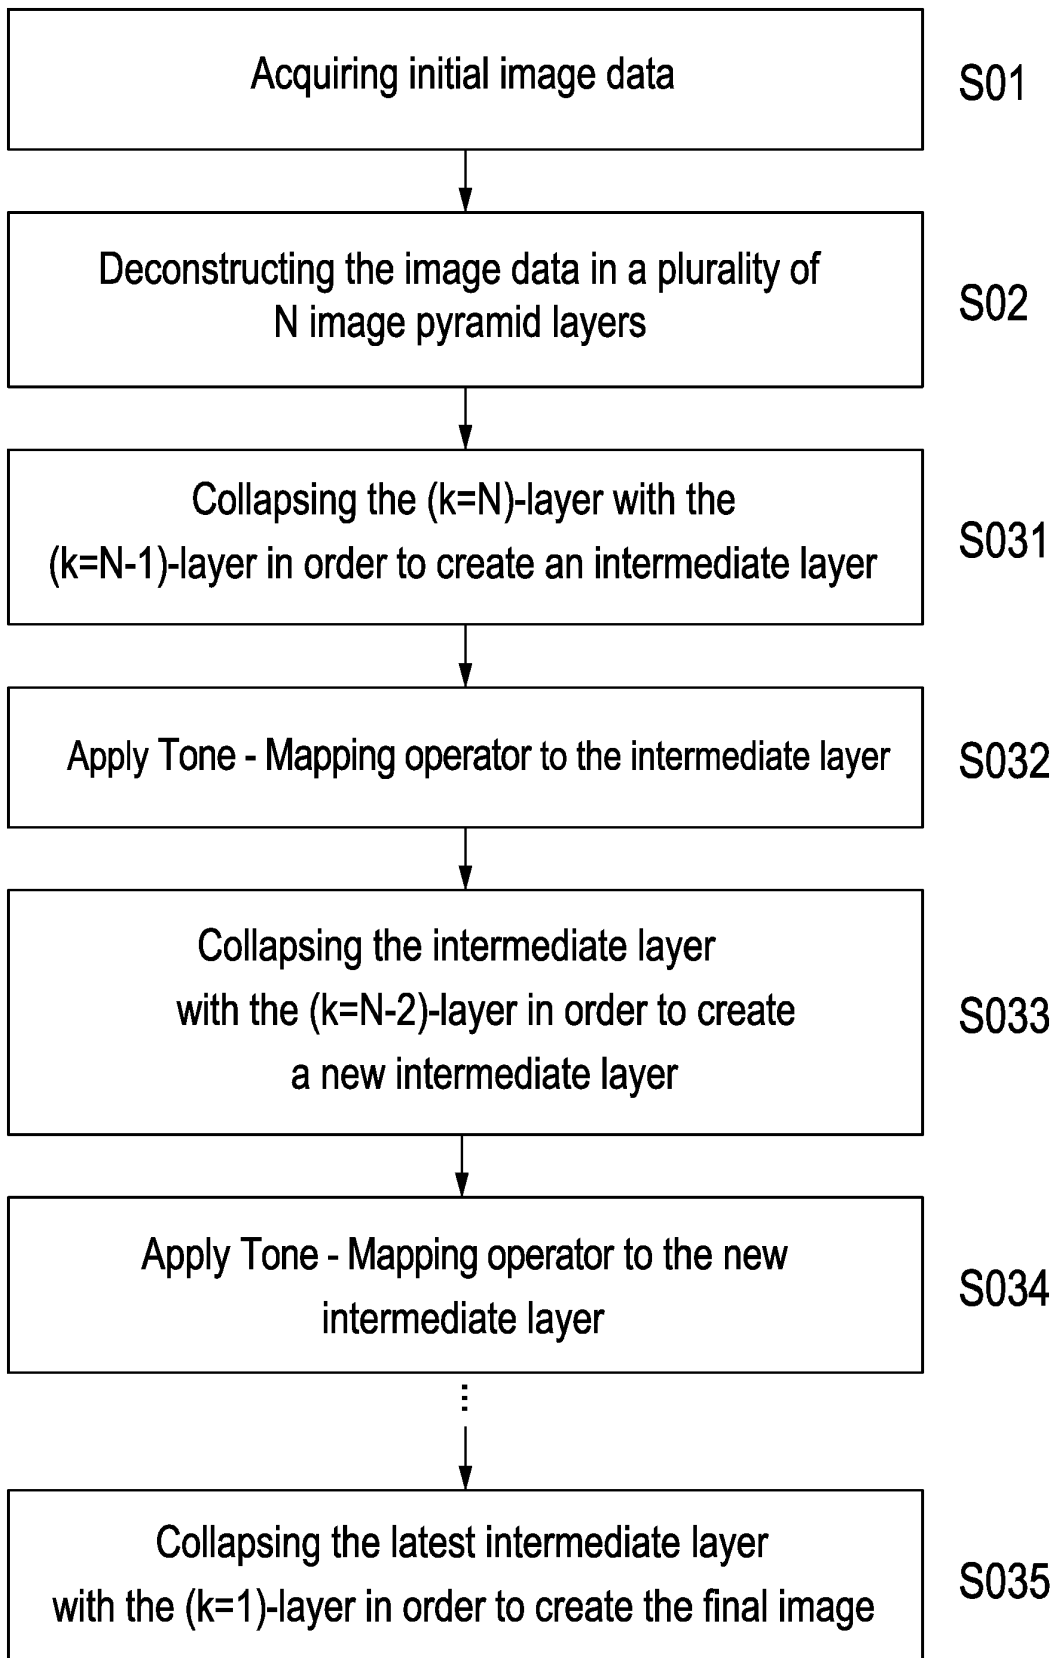 Acquiring initial image data
S01
Deconstructing the image data in a plurality of
N image pyramid layers
S02
Collapsing the (k=N)-layer with the
(k=N-1)-layer in order to create an intermediate layer
S031
Apply Tone - Mapping operator to the intermediate layer
S032
Collapsing the intermediate layer
with the (k=N-2)-layer in order to create
a new intermediate layer
S033
Apply Tone - Mapping operator to the new
intermediate layer
S034
...
Collapsing the latest intermediate layer
with the (k=1)-layer in order to create the final image
S035